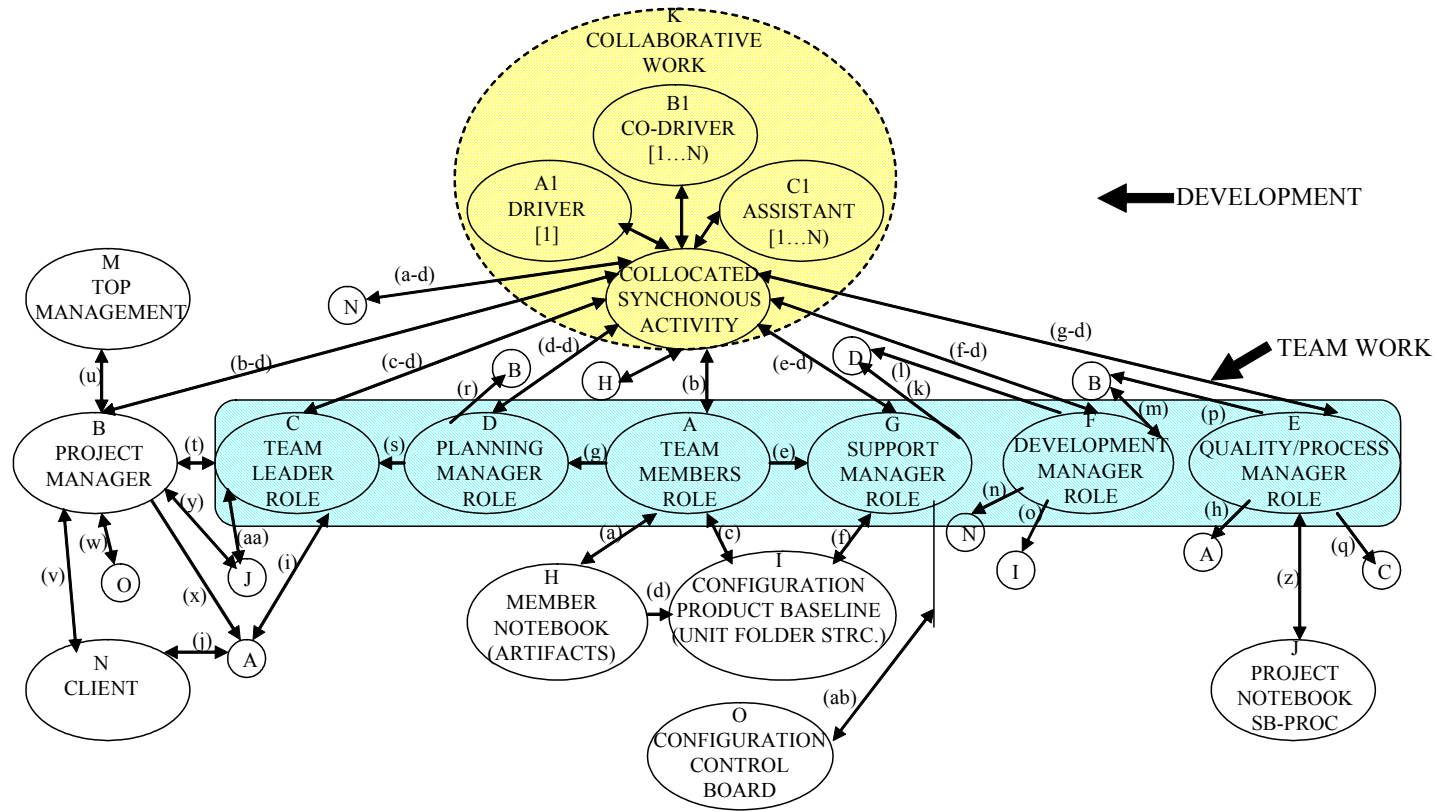 K
COLLABORATIVE
WORK
B1
CO-DRIVER
[1…N)
A1
DRIVER
[1]
C1
ASSISTANT
[1…N)
DEVELOPMENT
COLLOCATED
SYNCHONOUS
ACTIVITY
M
TOP
MANAGEMENT
(a-d)
N
(b-d)
(c-d)
(d-d)
(e-d)
(f-d)
(g-d)
TEAM WORK
(u)
(r)
B
H
(b)
D
(l)
(k)
B
(m)
(p)
B
PROJECT
MANAGER
(t)
C
TEAM
LEADER
ROLE
(s)
D
PLANNING
MANAGER
ROLE
(g)
A
TEAM
MEMBERS
ROLE
(e)
G
SUPPORT
MANAGER
ROLE
F
DEVELOPMENT
MANAGER
ROLE
E
QUALITY/PROCESS
MANAGER
ROLE
(v)
(w)
O
(y)
(x)
(aa)
J
(i)
(j)
A
(a)
(c)
(f)
(n)
N
(o)
I
(h)
A
(z)
(q)
C
H
MEMBER
NOTEBOOK
(ARTIFACTS)
(d)
I
CONFIGURATION
PRODUCT BASELINE
(UNIT FOLDER STRC.)
N
CLIENT
(ab)
O
CONFIGURATION
CONTROL
BOARD
J
PROJECT
NOTEBOOK
SB-PROC